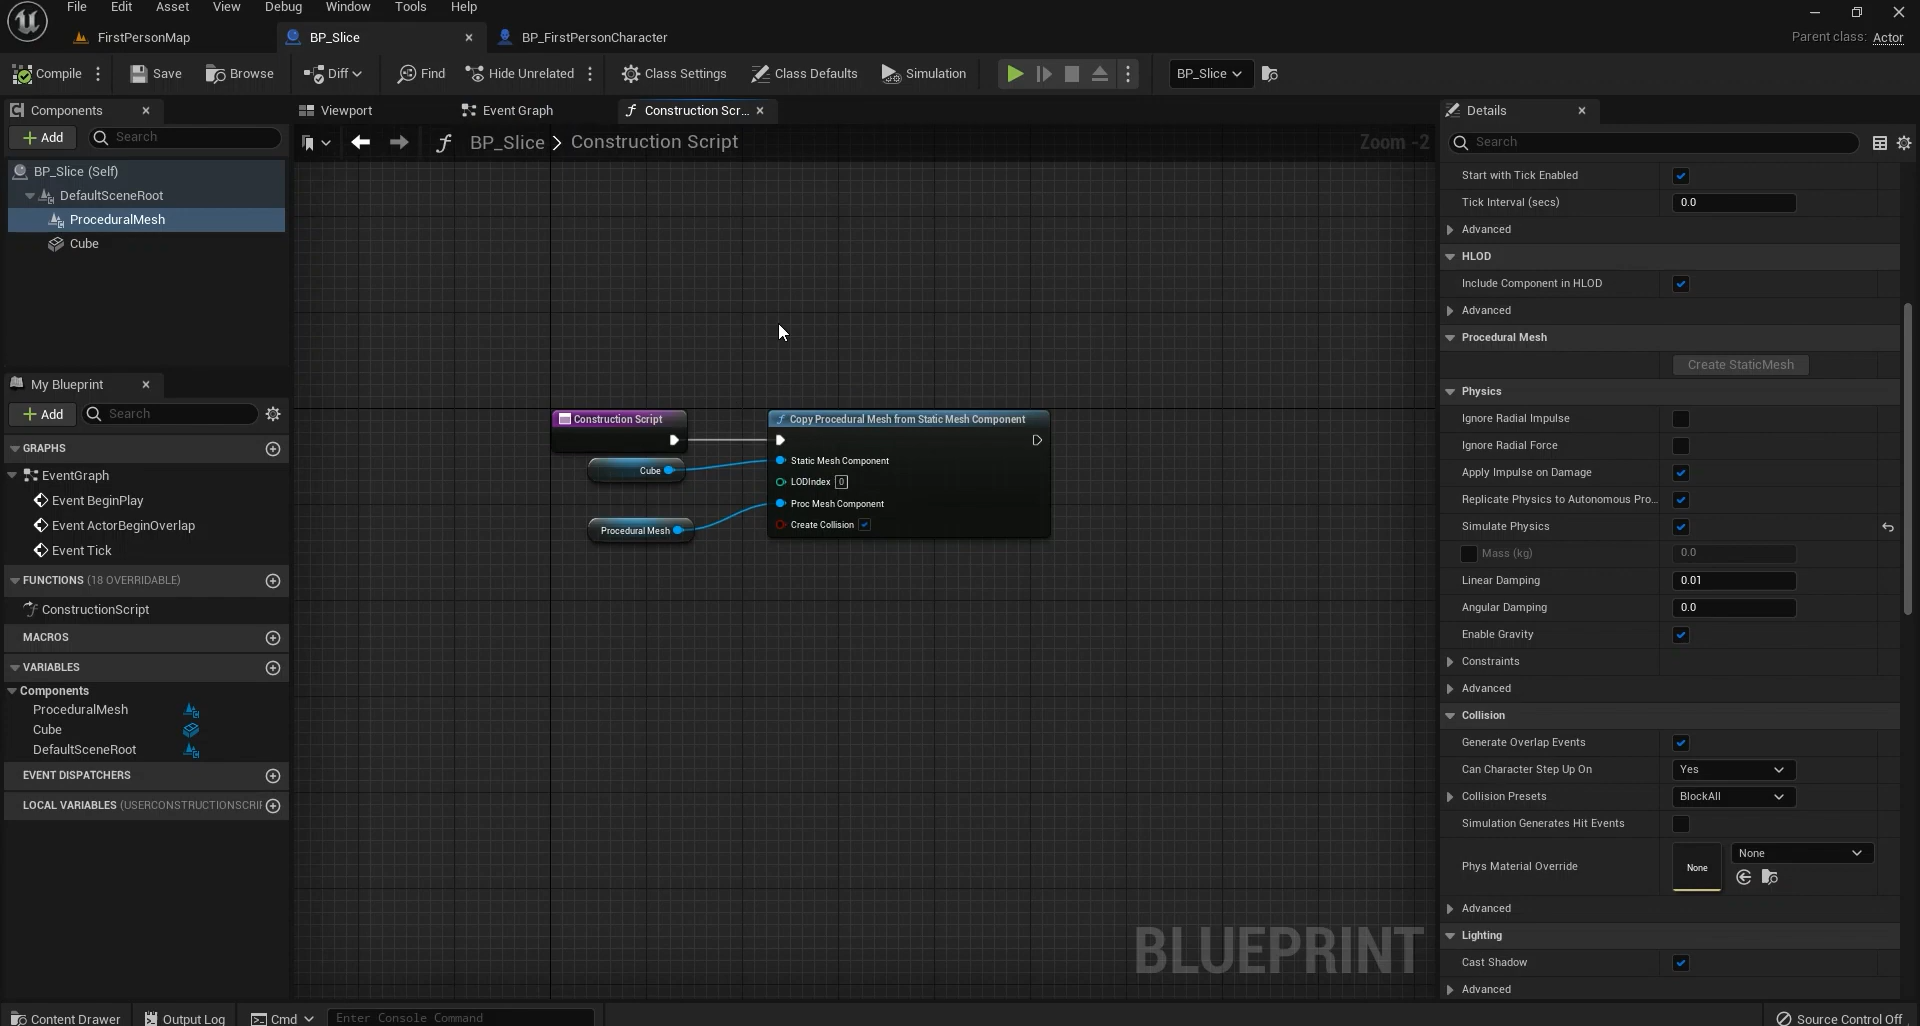 File Edit Asset View Debug Window Tools Help
FirstPersonMap BP_Slice BP_FirstPersonCharacter Parent class: Actor
Compile Save Browse Diff Find Hide Unrelated Class Settings Class Defaults Simulation BP_Slice
Components
Add Search
BP_Slice (Self)
DefaultSceneRoot
ProceduralMesh
Cube
My Blueprint
Add Search
GRAPHS
EventGraph
Event BeginPlay
Event ActorBeginOverlap
Event Tick
FUNCTIONS (18 OVERRIDABLE)
ConstructionScript
MACROS
VARIABLES
Components
ProceduralMesh
Cube
DefaultSceneRoot
EVENT DISPATCHERS
LOCAL VARIABLES (USERCONSTRUCTIONSCRIF
Viewport Event Graph Construction Scr...
BP_Slice > Construction Script Zoom -2
Construction Script
Cube
Procedural Mesh
Copy Procedural Mesh from Static Mesh Component
Static Mesh Component
LODIndex 0
Proc Mesh Component
Create Collision
BLUEPRINT
Details
Search
Start with Tick Enabled
Tick Interval (secs) 0.0
Advanced
HLOD
Include Component in HLOD
Advanced
Procedural Mesh
Create StaticMesh
Physics
Ignore Radial Impulse
Ignore Radial Force
Apply Impulse on Damage
Replicate Physics to Autonomous Pro...
Simulate Physics
Mass (kg) 0.0
Linear Damping 0.01
Angular Damping 0.0
Enable Gravity
Constraints
Advanced
Collision
Generate Overlap Events
Can Character Step Up On Yes
Collision Presets BlockAll
Simulation Generates Hit Events
Phys Material Override None None
Advanced
Lighting
Cast Shadow
Advanced
Content Drawer Output Log Cmd Enter Console Command Source Control Off